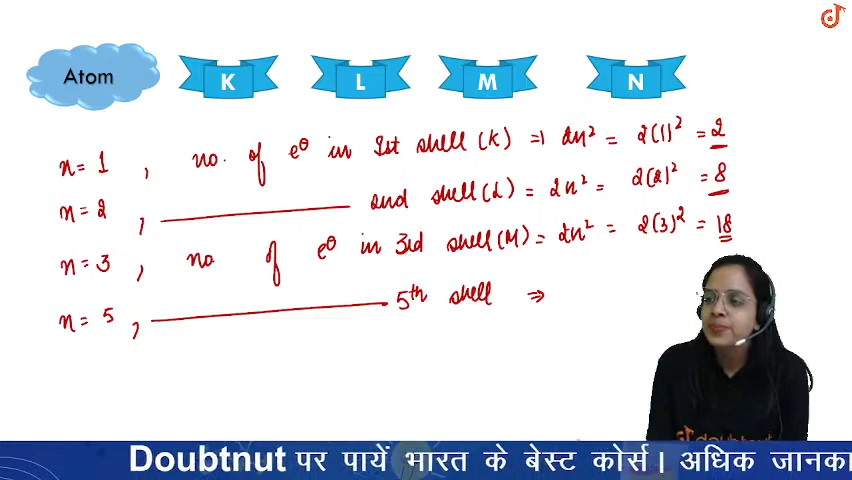 Atom K L M N
n = 1 , no. of e⊖ in 1st shell (K) ⇒ 2n² = 2(1)² = 2
n = 2 , 2nd shell (L) = 2n² = 2(2)² = 8
n = 3 , no of e⊖ in 3rd shell (M) = 2n² = 2(3)² = 18
n = 5 , 5th shell ⇒
doubtnut
Doubtnut पर पायें भारत के बेस्ट कोर्स। अधिक जानका